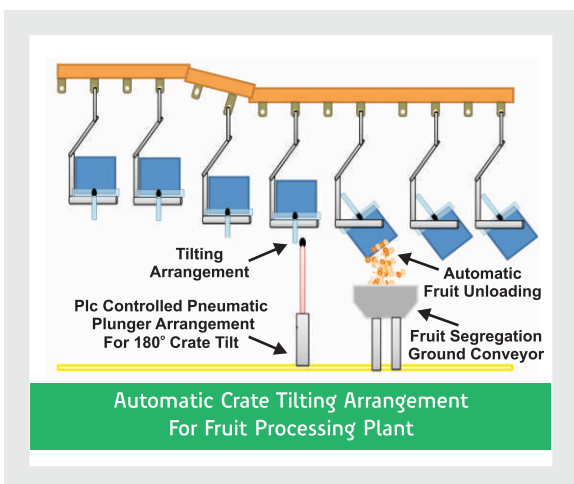 Tilting
Arrangement
Automatic
Fruit Unloading
Plc Controlled Pneumatic
Plunger Arrangement
For 180° Crate Tilt
Fruit Segregation
Ground Conveyor
Automatic Crate Tilting Arrangement
For Fruit Processing Plant